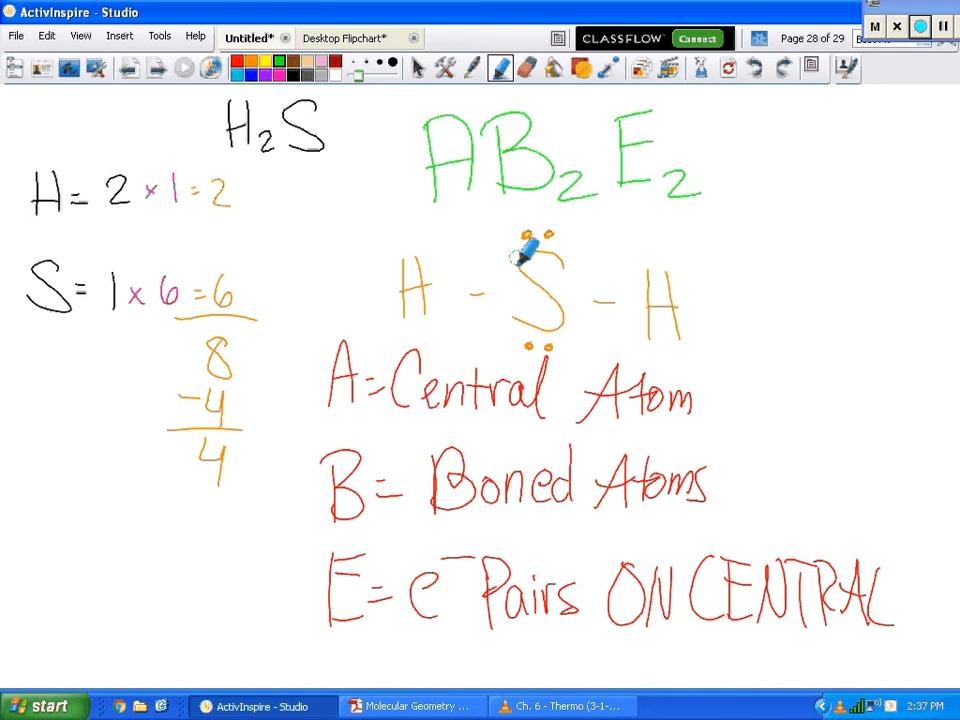 ActivInspire - Studio
File Edit View Insert Tools Help
Untitled* Desktop Flipchart*
CLASSFLOW Connect
Page 28 of 29
M
H2S
AB2E2
H = 2 × 1 = 2
S = 1 × 6 = 6
8
-4
4
H - S - H
A = Central Atom
B = Boned Atoms
E = e⁻ Pairs ON CENTRAL
start
ActivInspire - Studio
Molecular Geometry ...
Ch. 6 - Thermo (3-1-...
2:37 PM